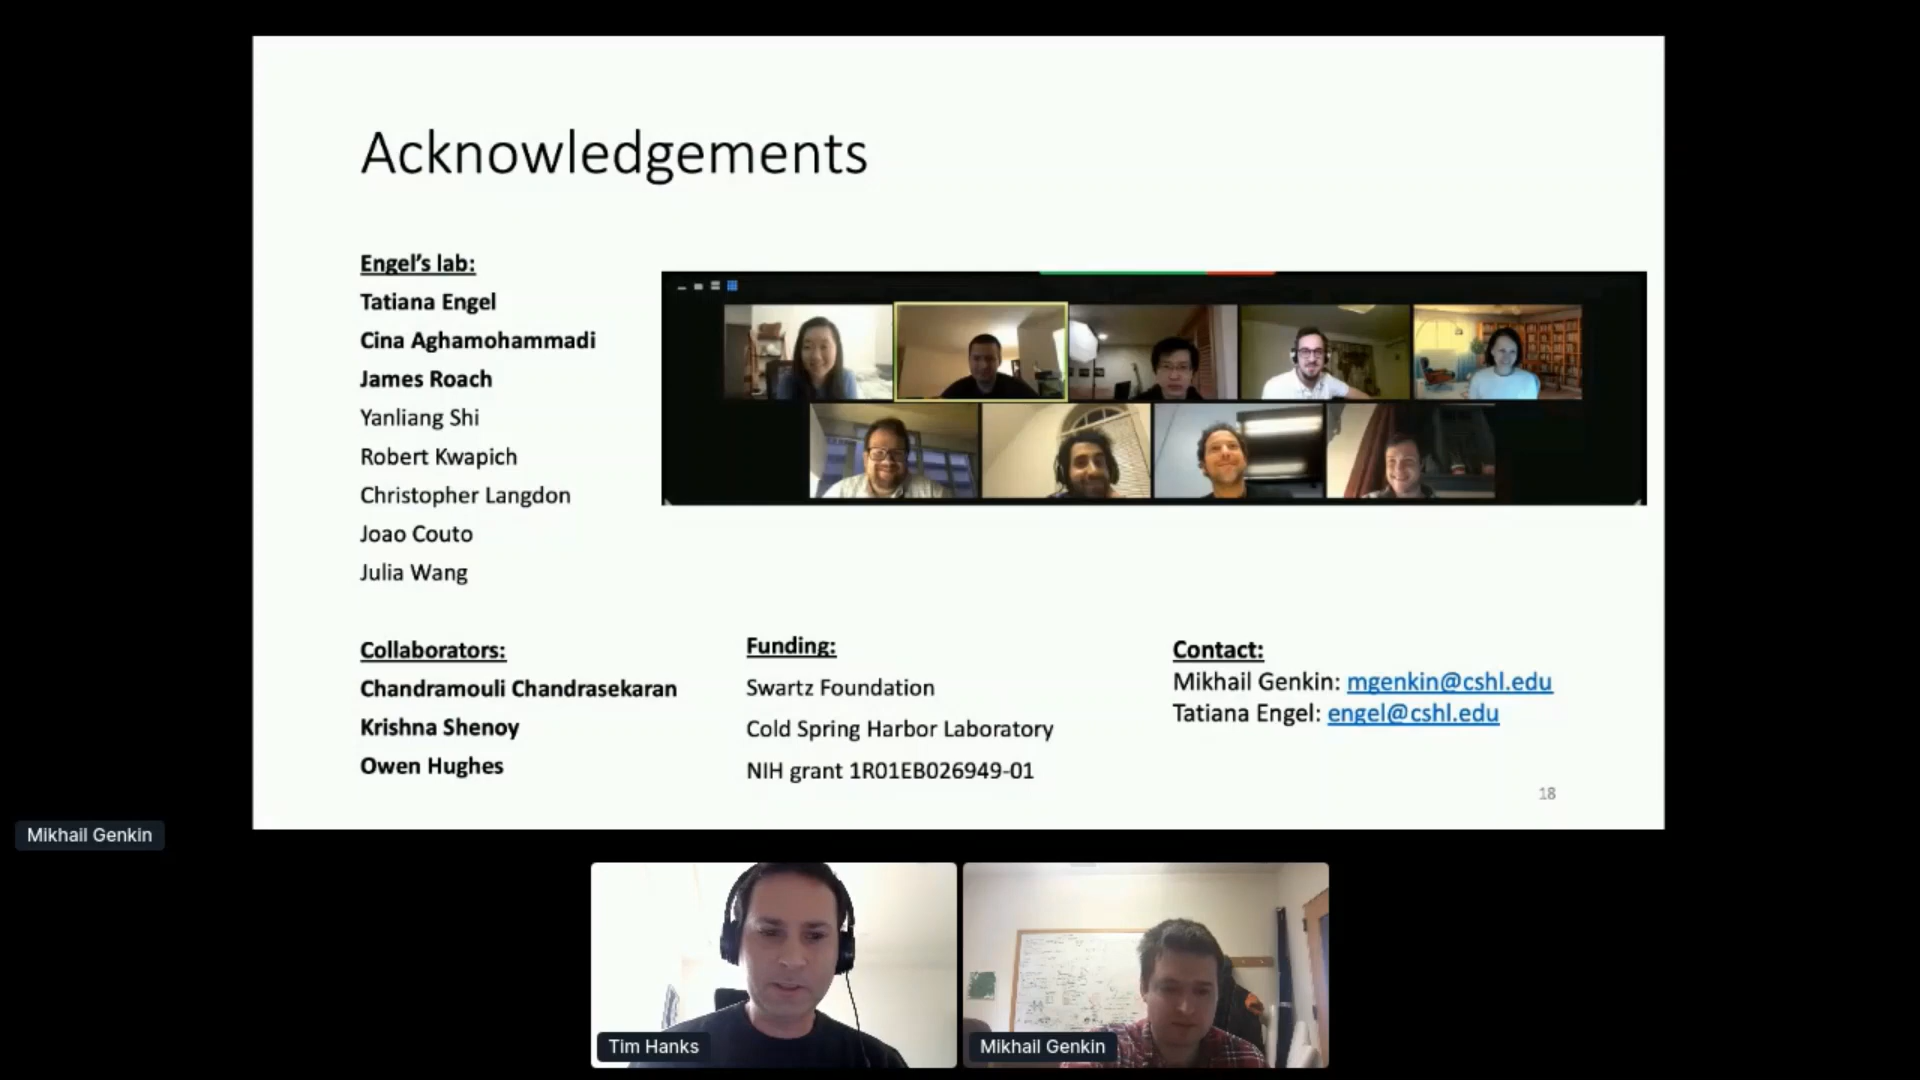 Acknowledgements
Engel’s lab:
Tatiana Engel
Cina Aghamohammadi
James Roach
Yanliang Shi
Robert Kwapich
Christopher Langdon
Joao Couto
Julia Wang
Collaborators:
Chandramouli Chandrasekaran
Krishna Shenoy
Owen Hughes
Funding:
Swartz Foundation
Cold Spring Harbor Laboratory
NIH grant 1R01EB026949-01
Contact:
Mikhail Genkin: mgenkin@cshl.edu
Tatiana Engel: engel@cshl.edu
18
Mikhail Genkin
Tim Hanks
Mikhail Genkin